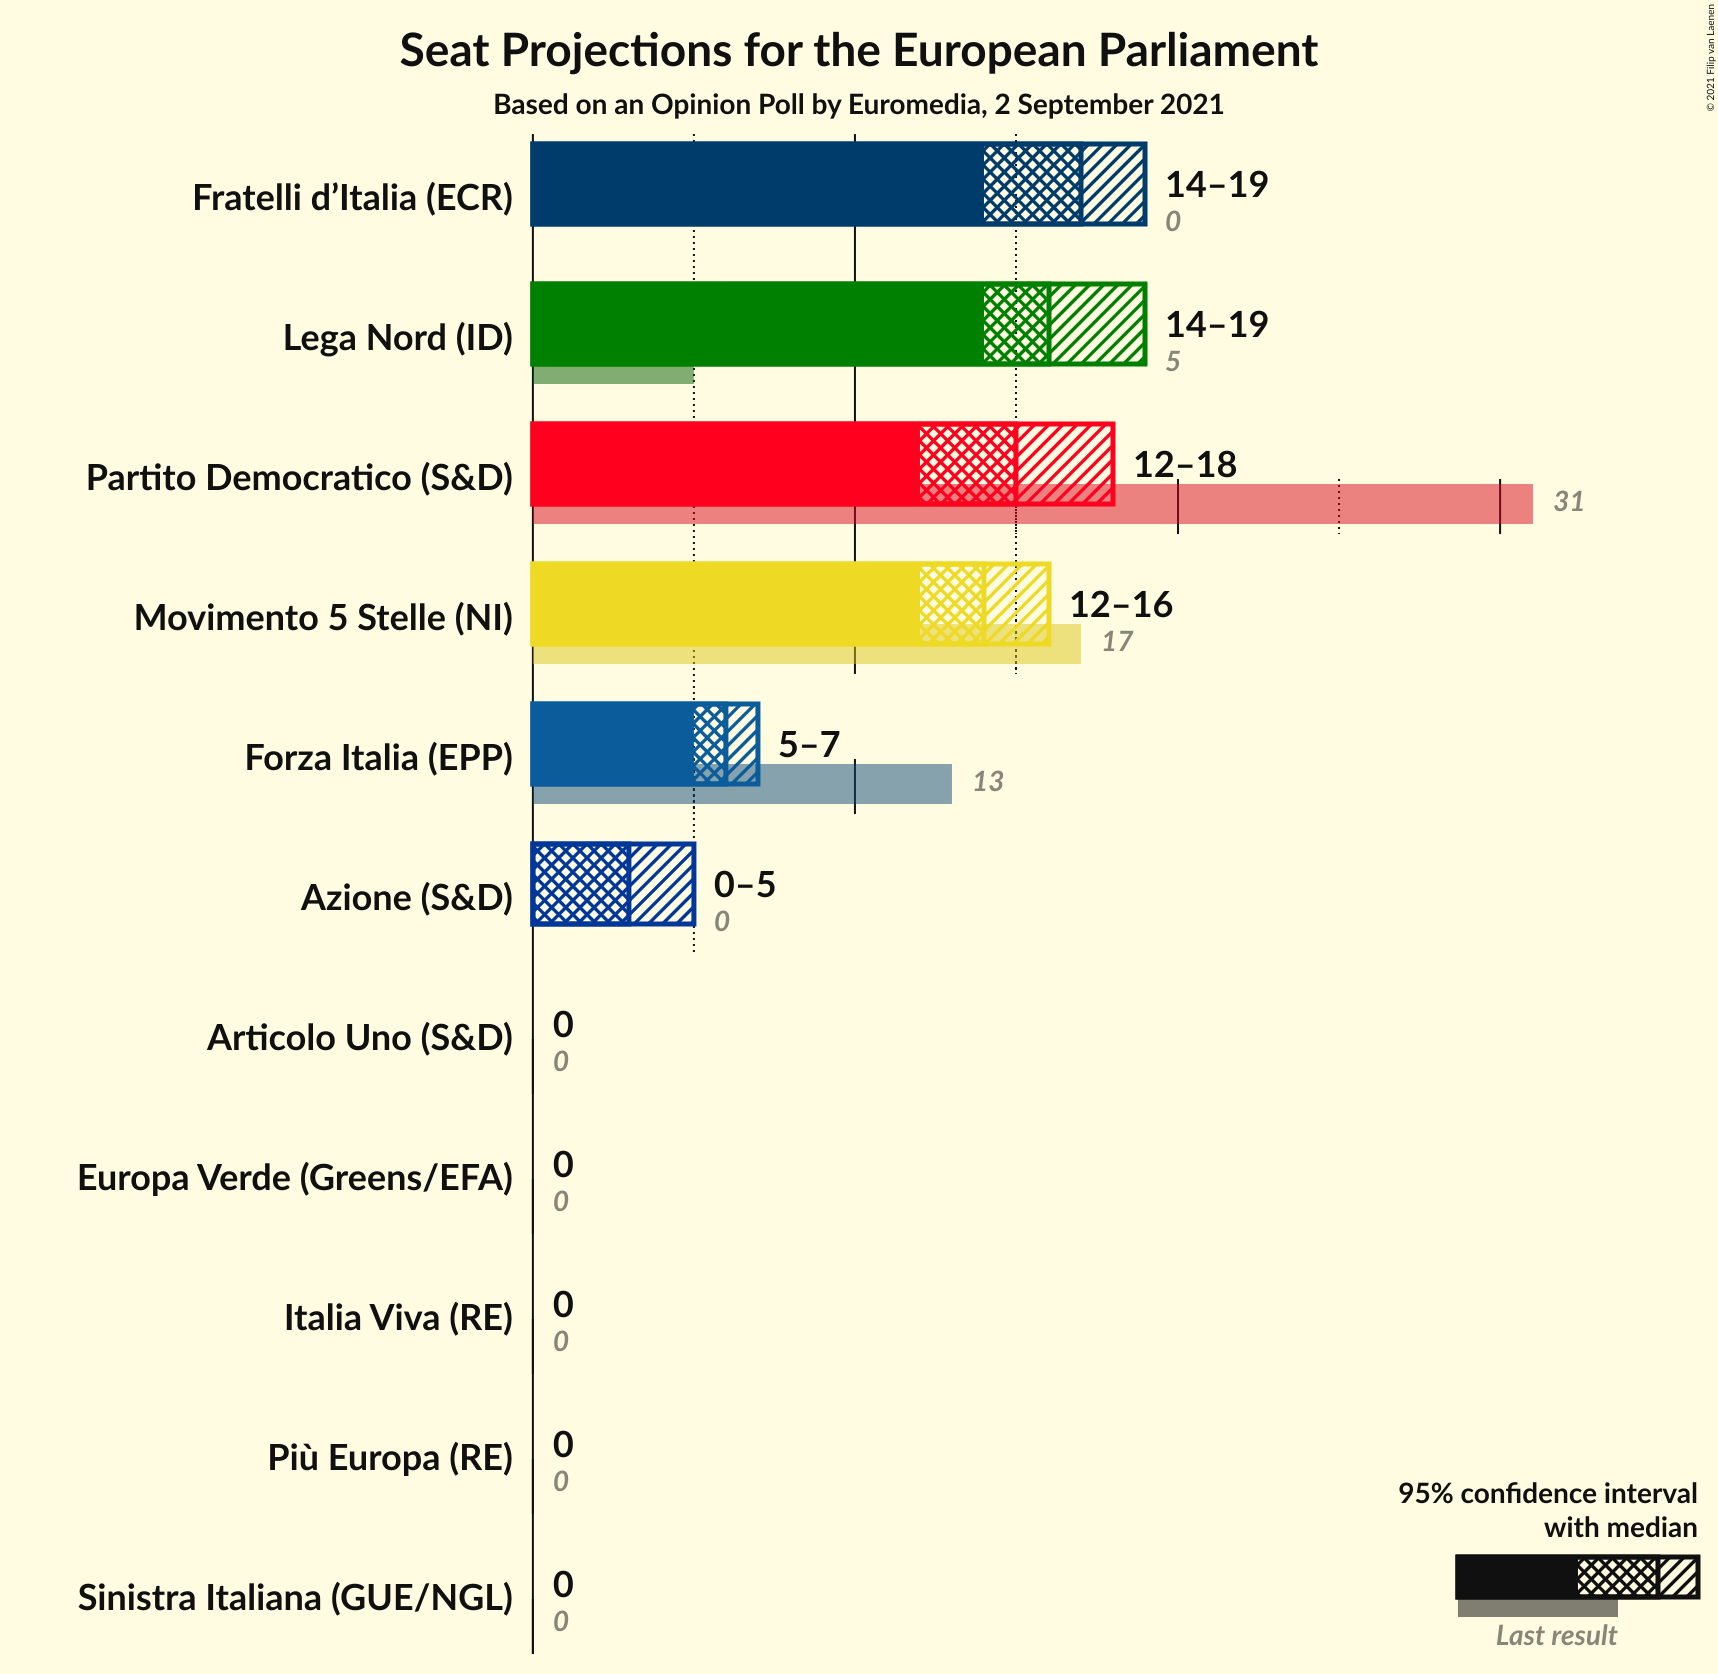 Seat Projections for the European Parliament
Based on an Opinion Poll by Euromedia, 2 September 2021
© 2021 Filip van Laenen
Fratelli d’Italia (ECR)
14–19
0
Lega Nord (ID)
14–19
5
Partito Democratico (S&D)
12–18
31
Movimento 5 Stelle (NI)
12–16
17
Forza Italia (EPP)
5–7
13
Azione (S&D)
0–5
0
Articolo Uno (S&D)
0
0
Europa Verde (Greens/EFA)
0
0
Italia Viva (RE)
0
0
Più Europa (RE)
0
0
Sinistra Italiana (GUE/NGL)
0
0
95% confidence interval
with median
Last result